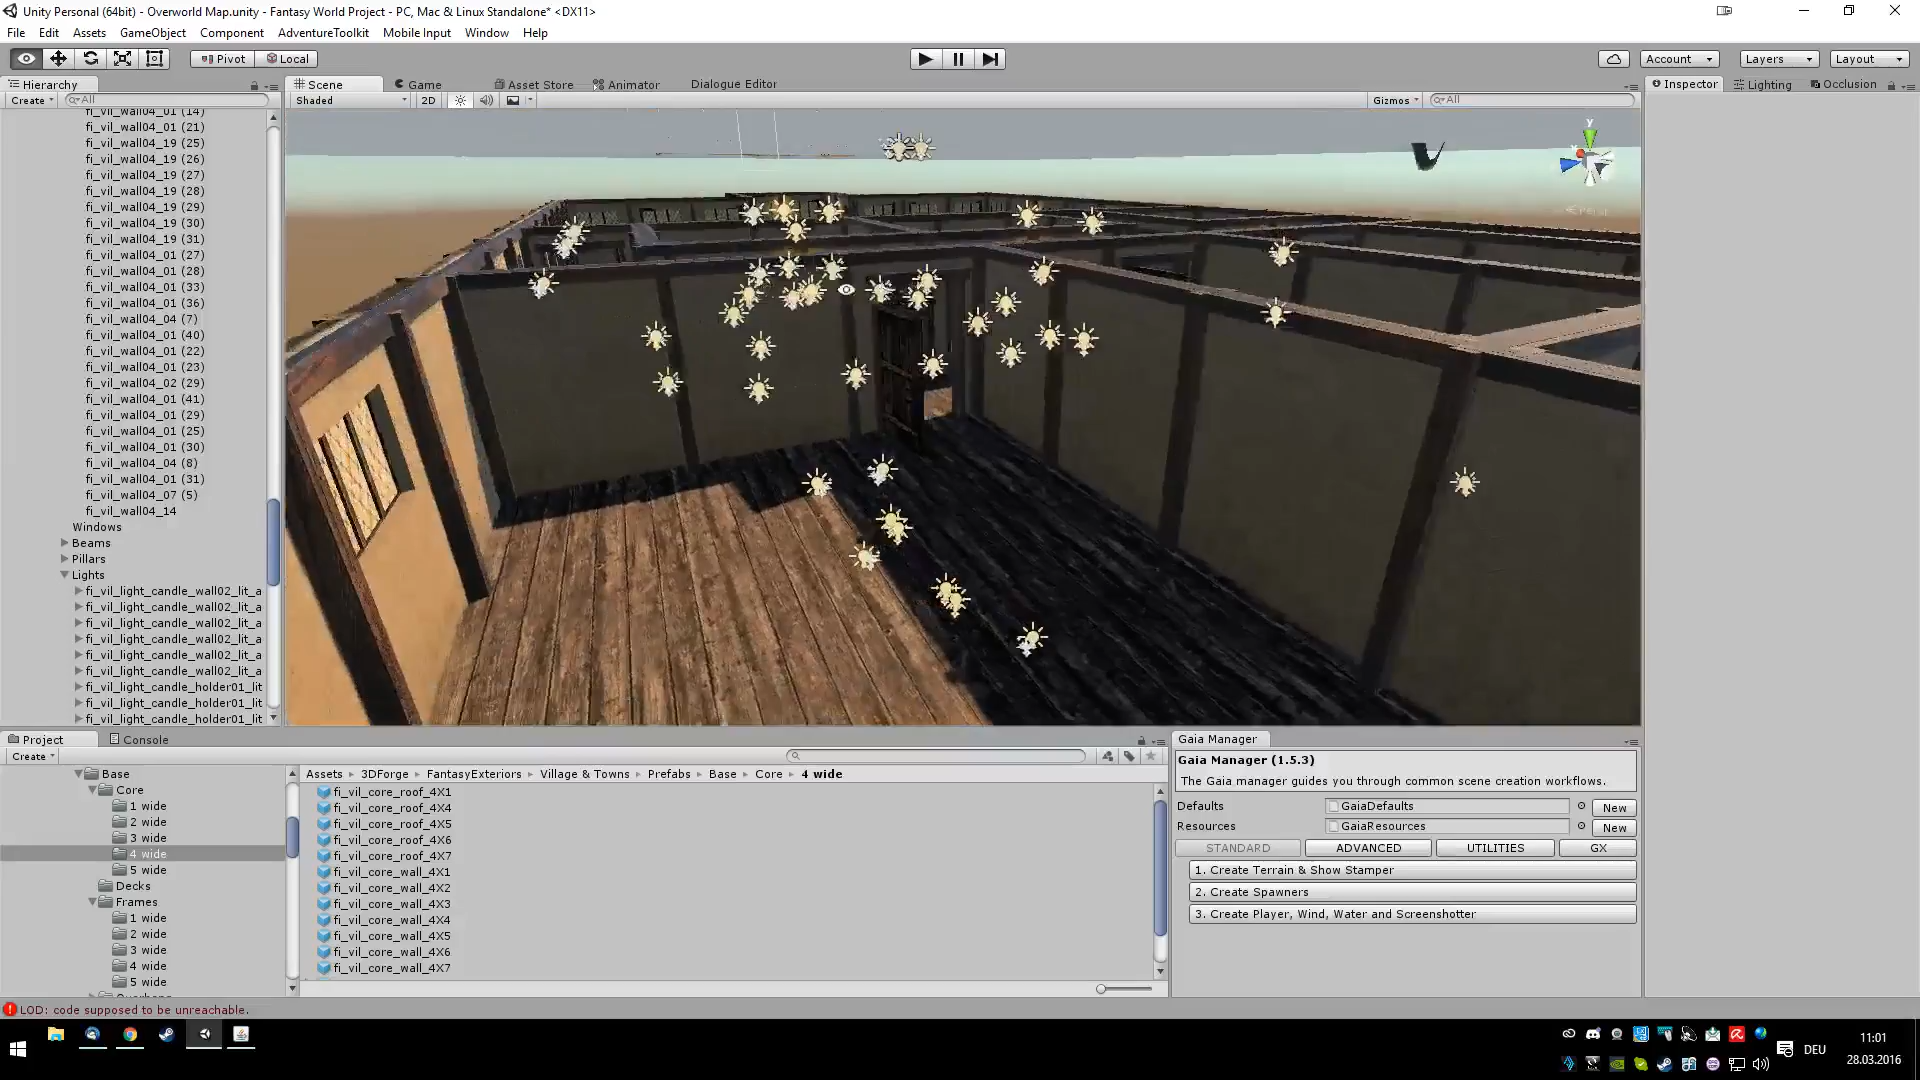 Unity Personal (64bit) - Overworld Map.unity - Fantasy World Project - PC, Mac & Linux Standalone* <DX11>
File Edit Assets GameObject Component AdventureToolkit Mobile Input Window Help
Pivot Local Account Layers Layout
Hierarchy
Create All
fi_vil_wall04_01 (14)
fi_vil_wall04_01 (21)
fi_vil_wall04_19 (25)
fi_vil_wall04_19 (26)
fi_vil_wall04_19 (27)
fi_vil_wall04_19 (28)
fi_vil_wall04_19 (29)
fi_vil_wall04_19 (30)
fi_vil_wall04_19 (31)
fi_vil_wall04_01 (27)
fi_vil_wall04_01 (28)
fi_vil_wall04_01 (33)
fi_vil_wall04_01 (36)
fi_vil_wall04_04 (7)
fi_vil_wall04_01 (40)
fi_vil_wall04_01 (22)
fi_vil_wall04_01 (23)
fi_vil_wall04_02 (29)
fi_vil_wall04_01 (41)
fi_vil_wall04_01 (29)
fi_vil_wall04_01 (25)
fi_vil_wall04_01 (30)
fi_vil_wall04_04 (8)
fi_vil_wall04_01 (31)
fi_vil_wall04_07 (5)
fi_vil_wall04_14
Windows
Beams
Pillars
Lights
fi_vil_light_candle_wall02_lit_a
fi_vil_light_candle_wall02_lit_a
fi_vil_light_candle_wall02_lit_a
fi_vil_light_candle_wall02_lit_a
fi_vil_light_candle_wall02_lit_a
fi_vil_light_candle_wall02_lit_a
fi_vil_light_candle_holder01_lit
fi_vil_light_candle_holder01_lit
fi_vil_light_candle_holder01_lit
Scene Game Asset Store Animator Dialogue Editor
Shaded 2D Gizmos All
y
Inspector Lighting Occlusion
Project Console
Create
Base
Core
1 wide
2 wide
3 wide
4 wide
5 wide
Decks
Frames
1 wide
2 wide
3 wide
4 wide
5 wide
Assets 3DForge FantasyExteriors Village & Towns Prefabs Base Core 4 wide
fi_vil_core_roof_4X1
fi_vil_core_roof_4X4
fi_vil_core_roof_4X5
fi_vil_core_roof_4X6
fi_vil_core_roof_4X7
fi_vil_core_wall_4X1
fi_vil_core_wall_4X2
fi_vil_core_wall_4X3
fi_vil_core_wall_4X4
fi_vil_core_wall_4X5
fi_vil_core_wall_4X6
fi_vil_core_wall_4X7
Gaia Manager
Gaia Manager (1.5.3)
The Gaia manager guides you through common scene creation workflows.
Defaults GaiaDefaults New
Resources GaiaResources New
STANDARD ADVANCED UTILITIES GX
1. Create Terrain & Show Stamper
2. Create Spawners
3. Create Player, Wind, Water and Screenshotter
LOD: code supposed to be unreachable.
DEU
11:01
28.03.2016